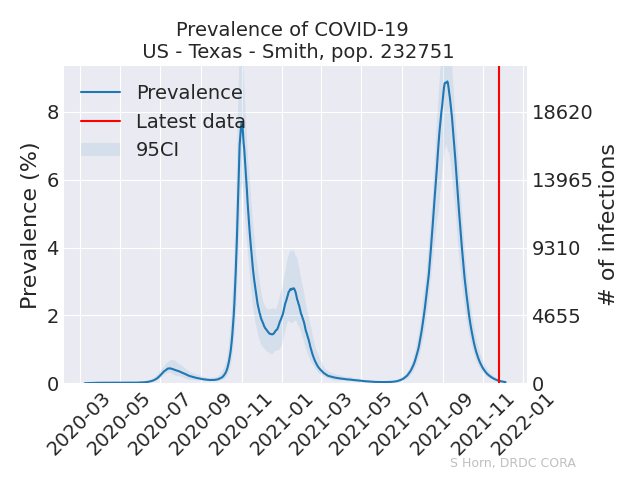 Prevalence of COVID-19
US - Texas - Smith, pop. 232751
Prevalence
Latest data
95CI
Prevalence (%)
8
6
4
2
0
18620
13965
9310
4655
0
# of infections
2020-03
2020-05
2020-07
2020-09
2020-11
2021-01
2021-03
2021-05
2021-07
2021-09
2021-11
2022-01
S Horn, DRDC CORA